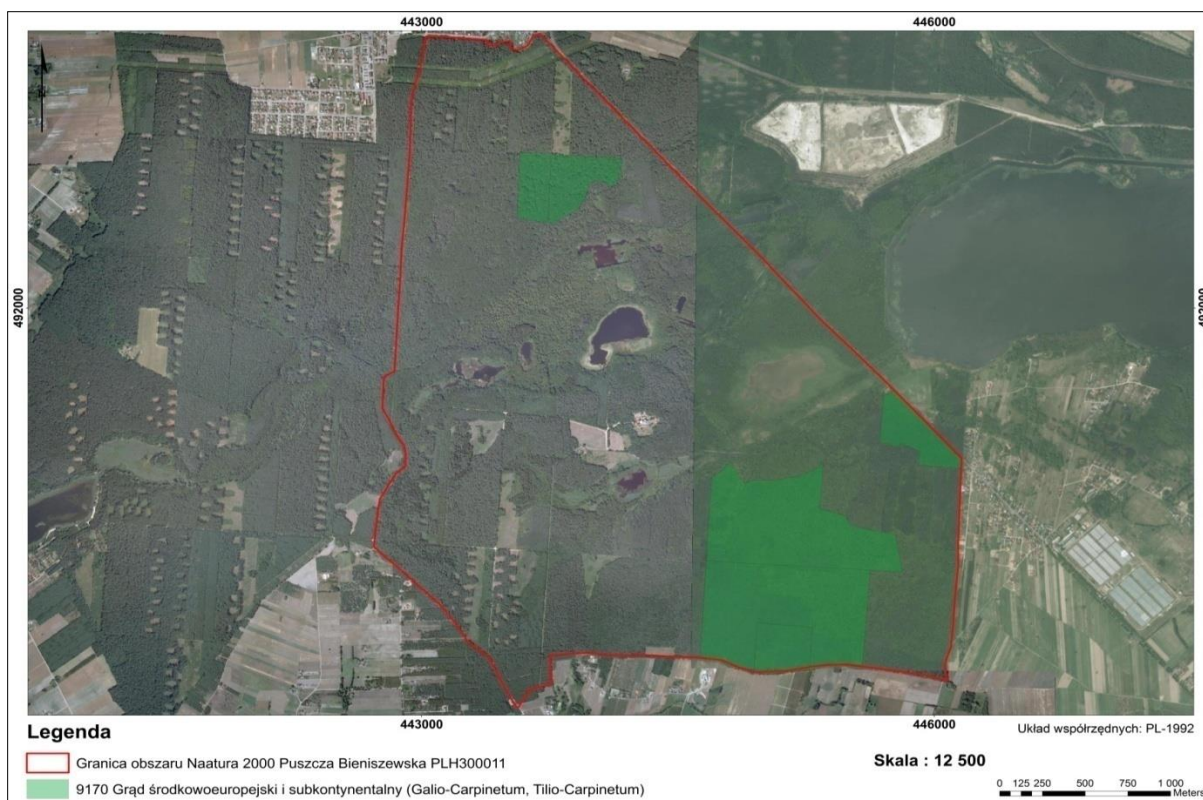 443000 446000
492000 492000
443000 446000
Legenda
Układ współrzędnych: PL-1992
Granica obszaru Naatura 2000 Puszcza Bieniszewska PLH300011
Skala : 12 500
9170 Grąd środkowoeuropejski i subkontynentalny (Galio-Carpinetum, Tilio-Carpinetum)
0 125 250 500 750 1 000
Meters